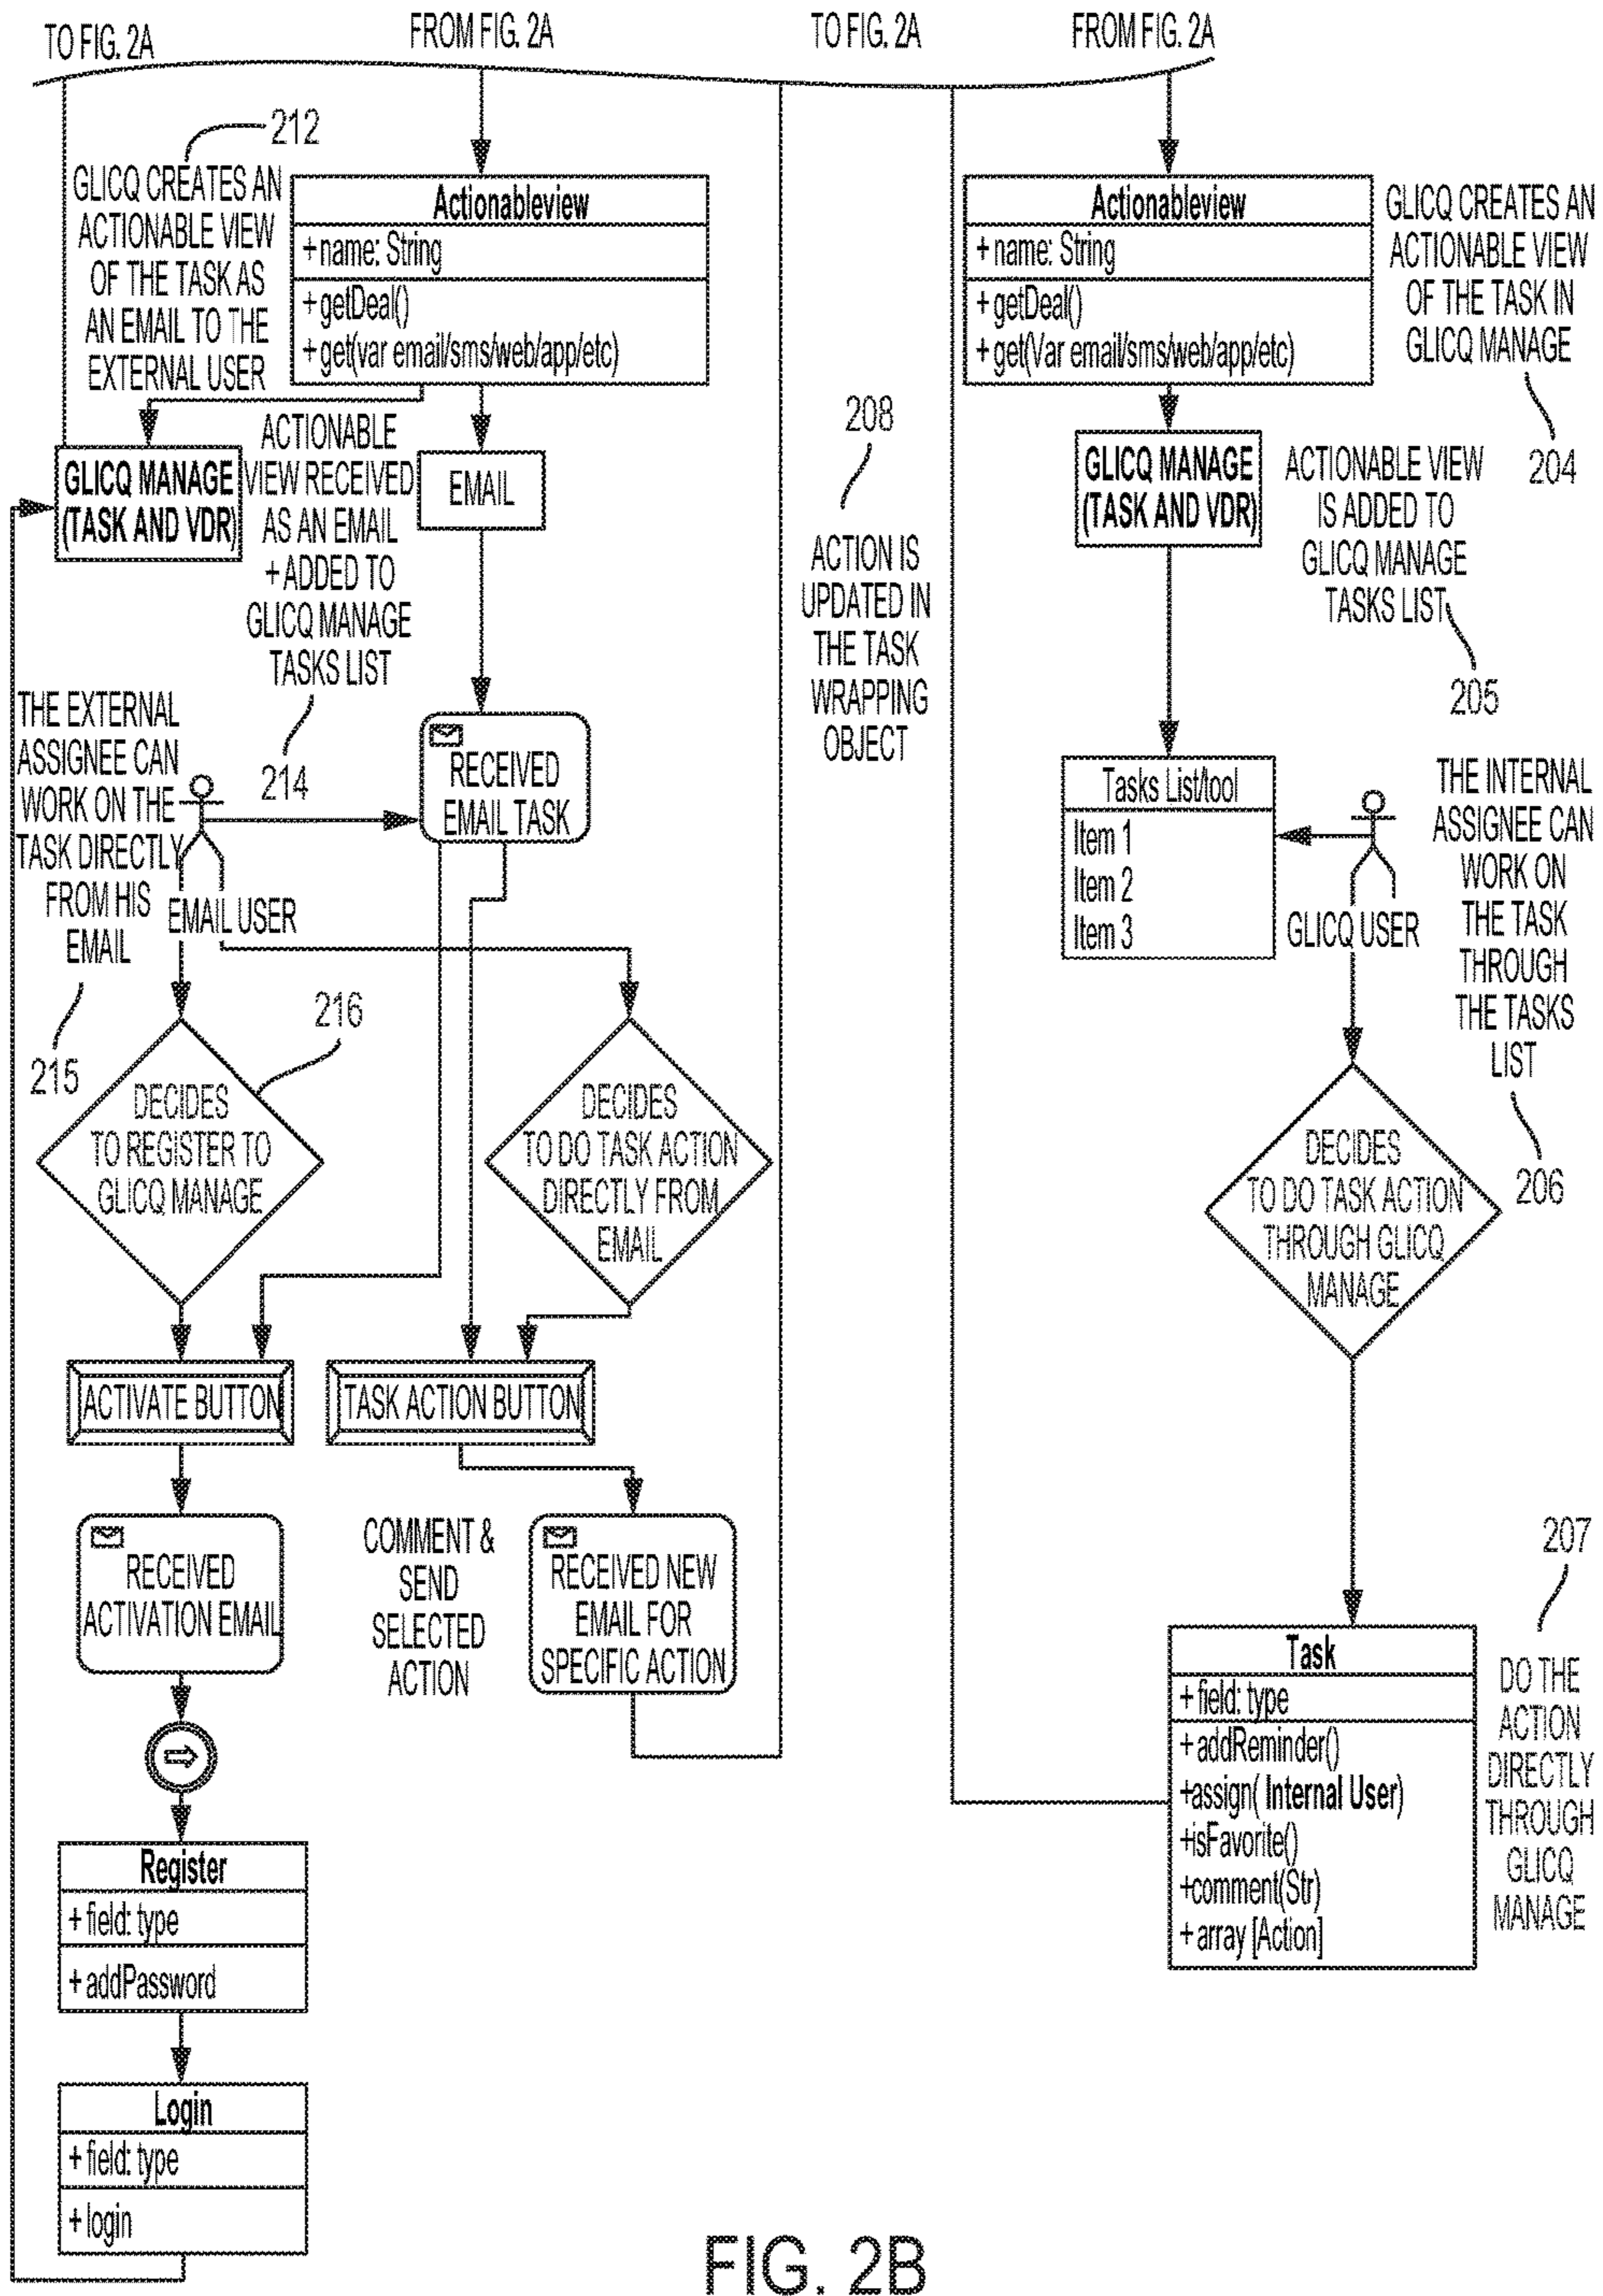 TO FIG. 2A
FROM FIG. 2A
TO FIG. 2A
FROM FIG. 2A
212
GLICQ CREATES AN
ACTIONABLE VIEW
OF THE TASK AS
AN EMAIL TO THE
EXTERNAL USER
Actionableview
+ name: String
+ getDeal()
+ get(var email/sms/web/app/etc)
GLICQ MANAGE
(TASK AND VDR)
ACTIONABLE
VIEW RECEIVED
AS AN EMAIL
+ ADDED TO
GLICQ MANAGE
TASKS LIST
214
EMAIL
RECEIVED
EMAIL TASK
THE EXTERNAL
ASSIGNEE CAN
WORK ON THE
TASK DIRECTLY
FROM HIS
EMAIL
215
EMAIL USER
216
DECIDES
TO REGISTER TO
GLICQ MANAGE
DECIDES
TO DO TASK ACTION
DIRECTLY FROM
EMAIL
ACTIVATE BUTTON
TASK ACTION BUTTON
RECEIVED
ACTIVATION EMAIL
COMMENT &
SEND
SELECTED
ACTION
RECEIVED NEW
EMAIL FOR
SPECIFIC ACTION
Register
+ field: type
+ addPassword
Login
+ field: type
+ login
208
ACTION IS
UPDATED IN
THE TASK
WRAPPING
OBJECT
Actionableview
+ name: String
+ getDeal()
+ get(Var email/sms/web/app/etc)
GLICQ CREATES AN
ACTIONABLE VIEW
OF THE TASK IN
GLICQ MANAGE
204
GLICQ MANAGE
(TASK AND VDR)
ACTIONABLE VIEW
IS ADDED TO
GLICQ MANAGE
TASKS LIST
205
Tasks List/tool
Item 1
Item 2
Item 3
GLICQ USER
THE INTERNAL
ASSIGNEE CAN
WORK ON
THE TASK
THROUGH
THE TASKS
LIST
206
DECIDES
TO DO TASK ACTION
THROUGH GLICQ
MANAGE
207
DO THE
ACTION
DIRECTLY
THROUGH
GLICQ
MANAGE
Task
+ field: type
+ addReminder()
+assign( Internal User)
+isFavorite()
+comment(Str)
+ array [Action]
FIG. 2B